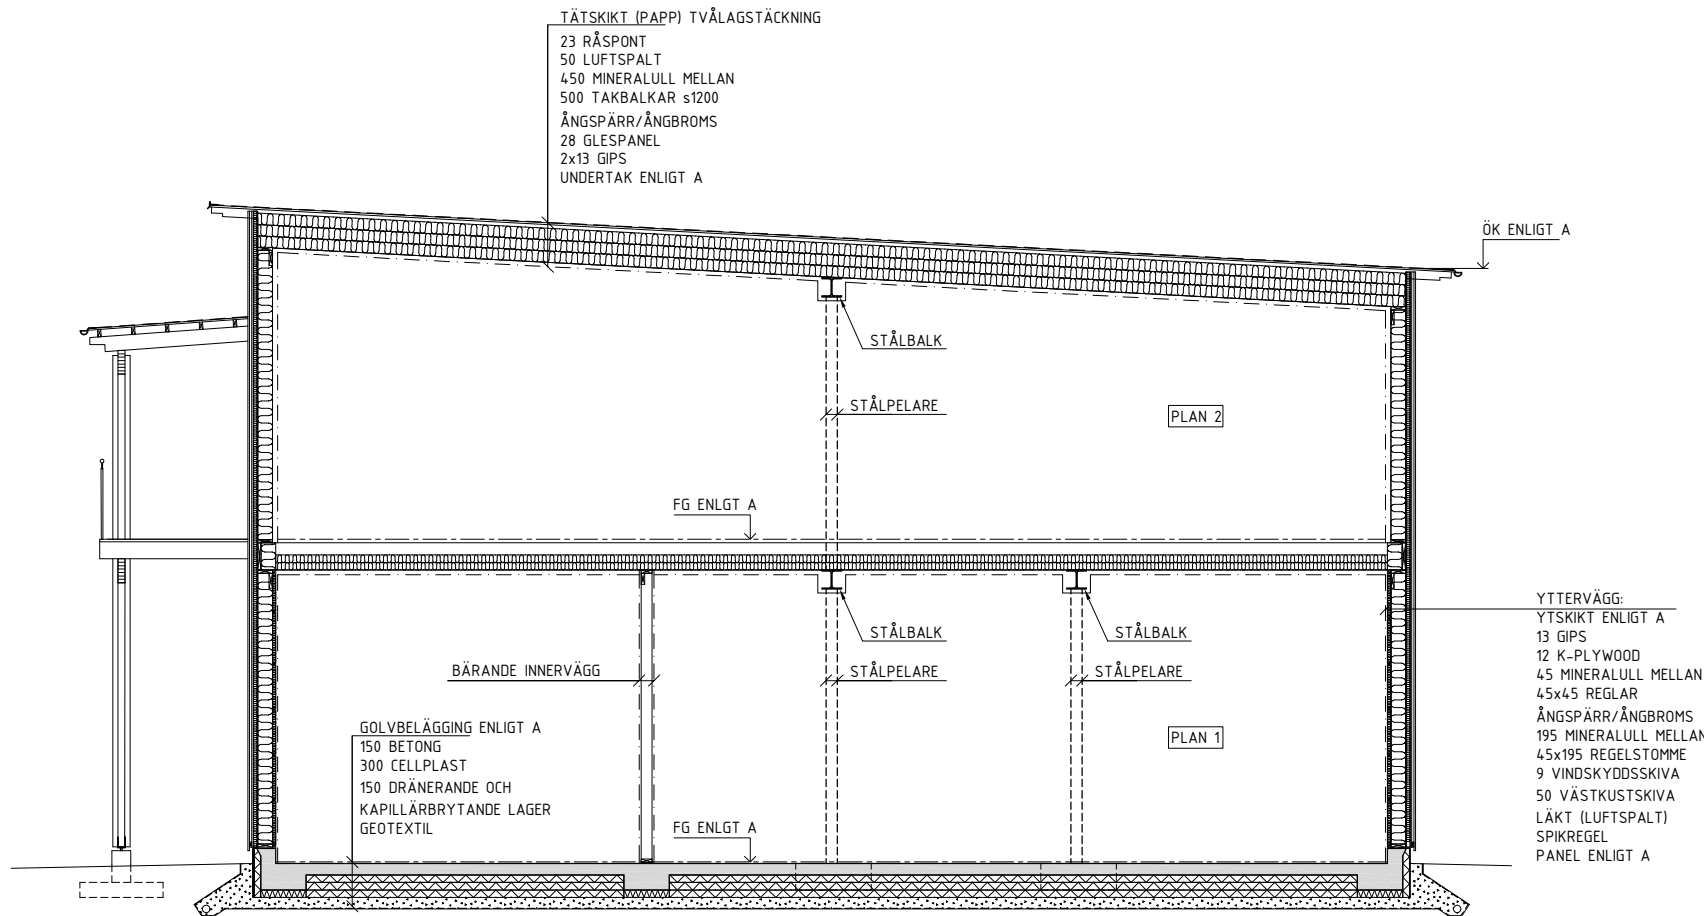 TÄTSKIKT (PAPP) TVÅLAGSTÄCKNING
23 RÅSPONT
50 LUFTSPALT
450 MINERALULL MELLAN
500 TAKBALKAR s1200
ÅNGSPÄRR/ÅNGBROMS
28 GLESPANEL
2x13 GIPS
UNDERTAK ENLIGT A
ÖK ENLIGT A
STÅLBALK
STÅLPELARE
PLAN 2
FG ENLGT A
STÅLBALK
STÅLBALK
BÄRANDE INNERVÄGG
STÅLPELARE
STÅLPELARE
GOLVBELÄGGING ENLIGT A
150 BETONG
300 CELLPLAST
150 DRÄNERANDE OCH
KAPILLÄRBRYTANDE LAGER
GEOTEXTIL
PLAN 1
FG ENLGT A
YTTERVÄGG:
YTSKIKT ENLIGT A
13 GIPS
12 K-PLYWOOD
45 MINERALULL MELLAN
45x45 REGLAR
ÅNGSPÄRR/ÅNGBROMS
195 MINERALULL MELLAN
45x195 REGELSTOMME
9 VINDSKYDDSSKIVA
50 VÄSTKUSTSKIVA
LÄKT (LUFTSPALT)
SPIKREGEL
PANEL ENLIGT A